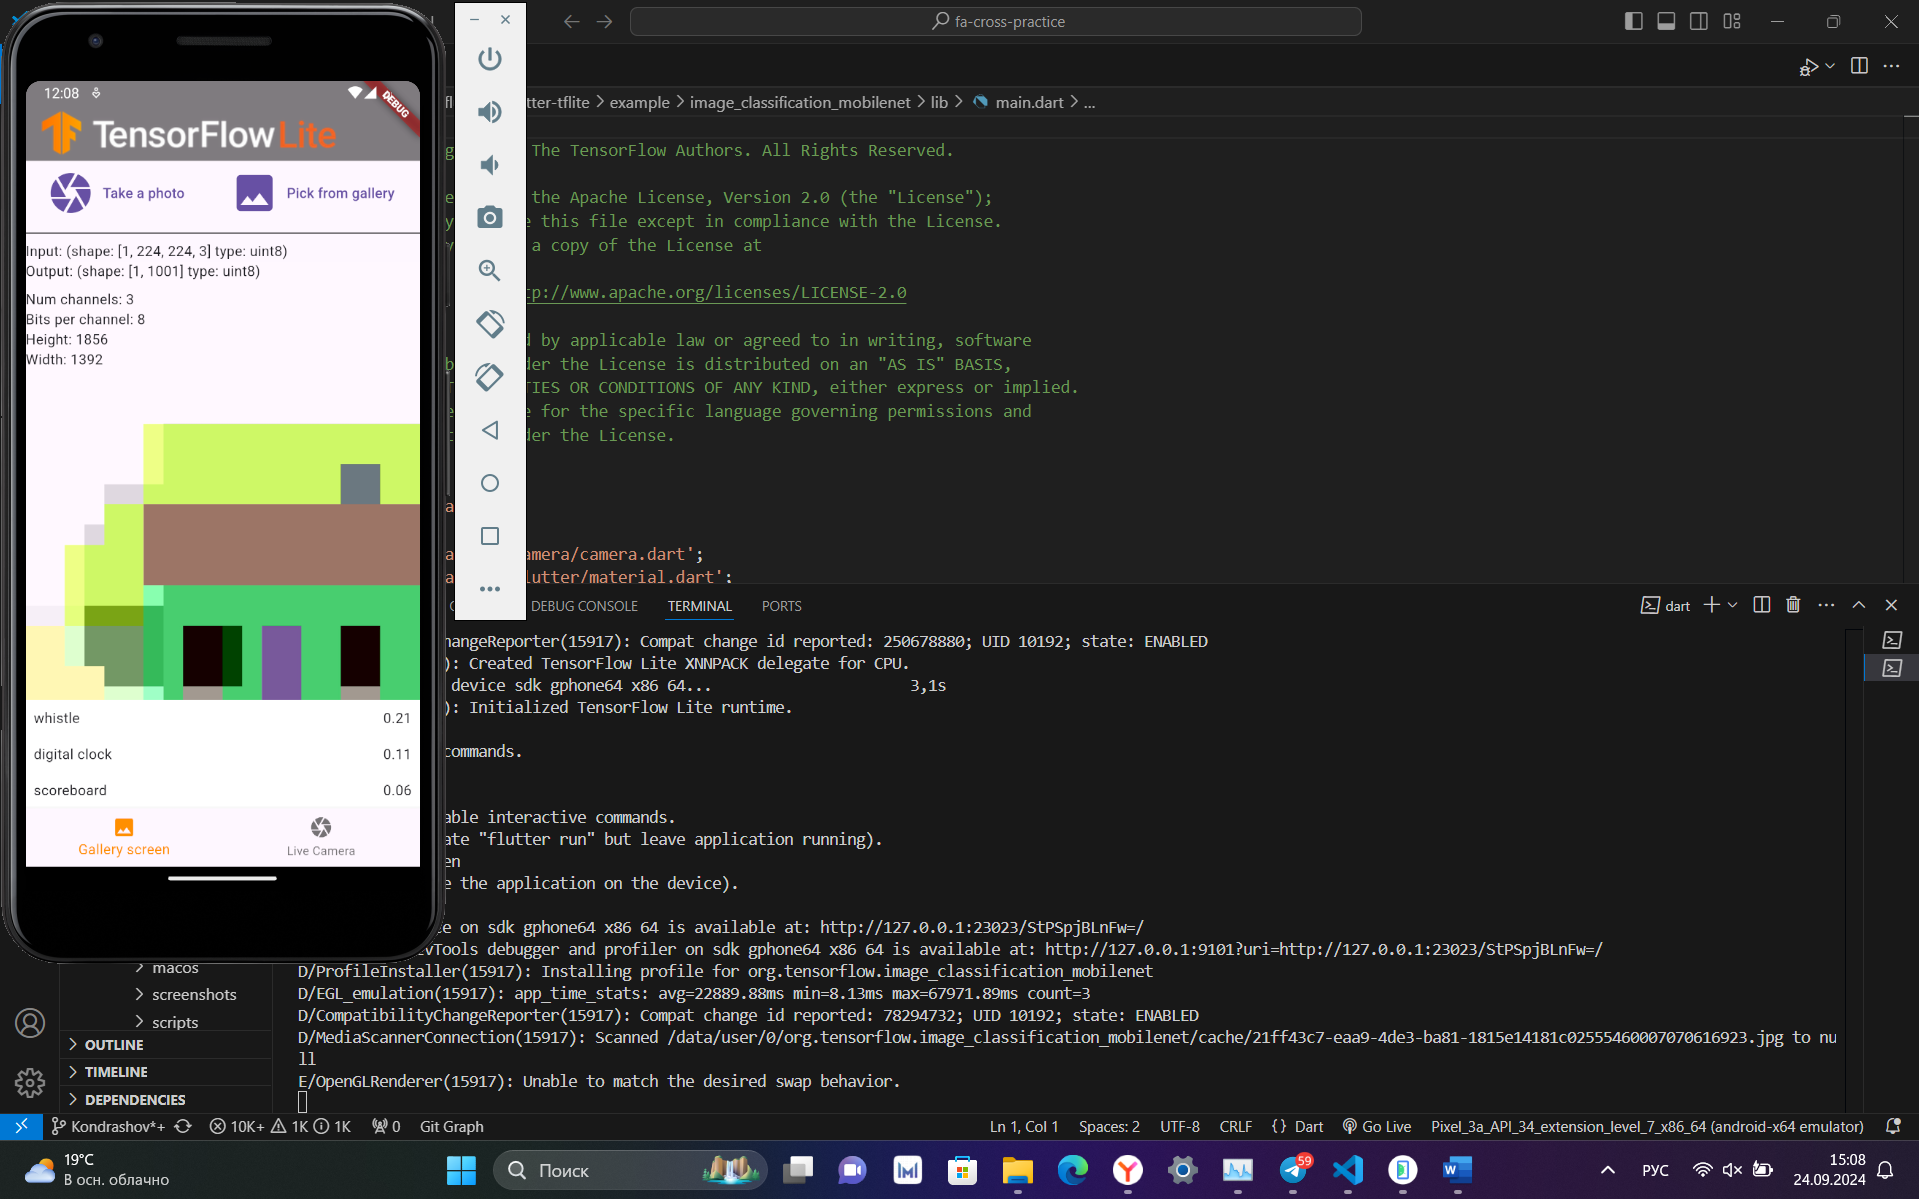 12:08
DEBUG
TensorFlow Lite
Take a photo
Pick from gallery
Input: (shape: [1, 224, 224, 3] type: uint8)
Output: (shape: [1, 1001] type: uint8)
Num channels: 3
Bits per channel: 8
Height: 1856
Width: 1392
whistle 0.21
digital clock 0.11
scoreboard 0.06
Gallery screen
Live Camera
fa-cross-practice
tter-tflite > example > image_classification_mobilenet > lib > main.dart > ...
The TensorFlow Authors. All Rights Reserved.
the Apache License, Version 2.0 (the "License");
e this file except in compliance with the License.
a copy of the License at
tp://www.apache.org/licenses/LICENSE-2.0
d by applicable law or agreed to in writing, software
der the License is distributed on an "AS IS" BASIS,
TIES OR CONDITIONS OF ANY KIND, either express or implied.
e for the specific language governing permissions and
der the License.
amera/camera.dart';
lutter/material.dart';
DEBUG CONSOLE
TERMINAL
PORTS
dart
hangeReporter(15917): Compat change id reported: 250678880; UID 10192; state: ENABLED
): Created TensorFlow Lite XNNPACK delegate for CPU.
device sdk gphone64 x86 64... 3,1s
): Initialized TensorFlow Lite runtime.
commands.
able interactive commands.
ate "flutter run" but leave application running).
en
e the application on the device).
ce on sdk gphone64 x86 64 is available at: http://127.0.0.1:23023/StPSpjBLnFw=/
evTools debugger and profiler on sdk gphone64 x86 64 is available at: http://127.0.0.1:9101?uri=http://127.0.0.1:23023/StPSpjBLnFw=/
D/ProfileInstaller(15917): Installing profile for org.tensorflow.image_classification_mobilenet
D/EGL_emulation(15917): app_time_stats: avg=22889.88ms min=8.13ms max=67971.89ms count=3
D/CompatibilityChangeReporter(15917): Compat change id reported: 78294732; UID 10192; state: ENABLED
D/MediaScannerConnection(15917): Scanned /data/user/0/org.tensorflow.image_classification_mobilenet/cache/21ff43c7-eaa9-4de3-ba81-1815e14181c02555460007070616923.jpg to nu
ll
E/OpenGLRenderer(15917): Unable to match the desired swap behavior.
macos
screenshots
scripts
OUTLINE
TIMELINE
DEPENDENCIES
Kondrashov*+ 10K+ 1K 1K 0 Git Graph
Ln 1, Col 1 Spaces: 2 UTF-8 CRLF {} Dart Go Live Pixel_3a_API_34_extension_level_7_x86_64 (android-x64 emulator)
19°C
В осн. облачно
Поиск
59
РУС
15:08
24.09.2024